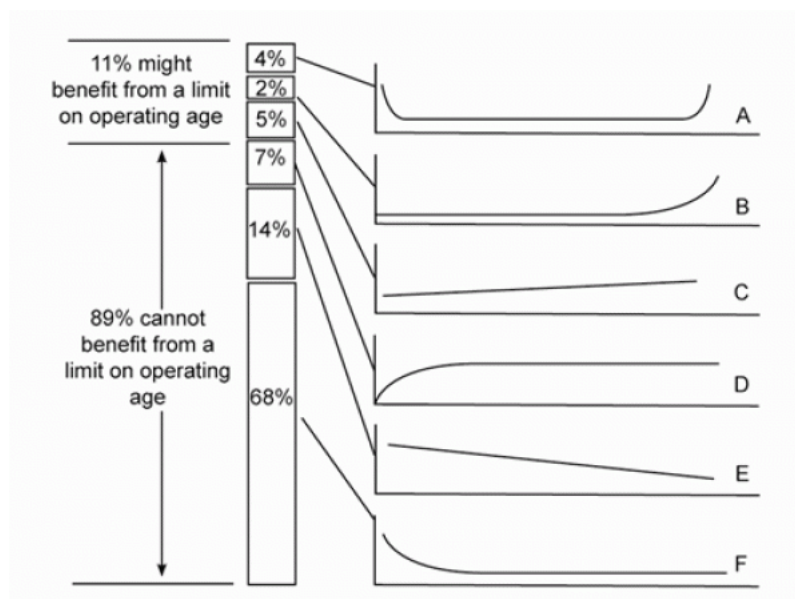 11% might
benefit from a limit
on operating age
89% cannot
benefit from a
limit on operating
age
4%
2%
5%
7%
14%
68%
A
B
C
D
E
F